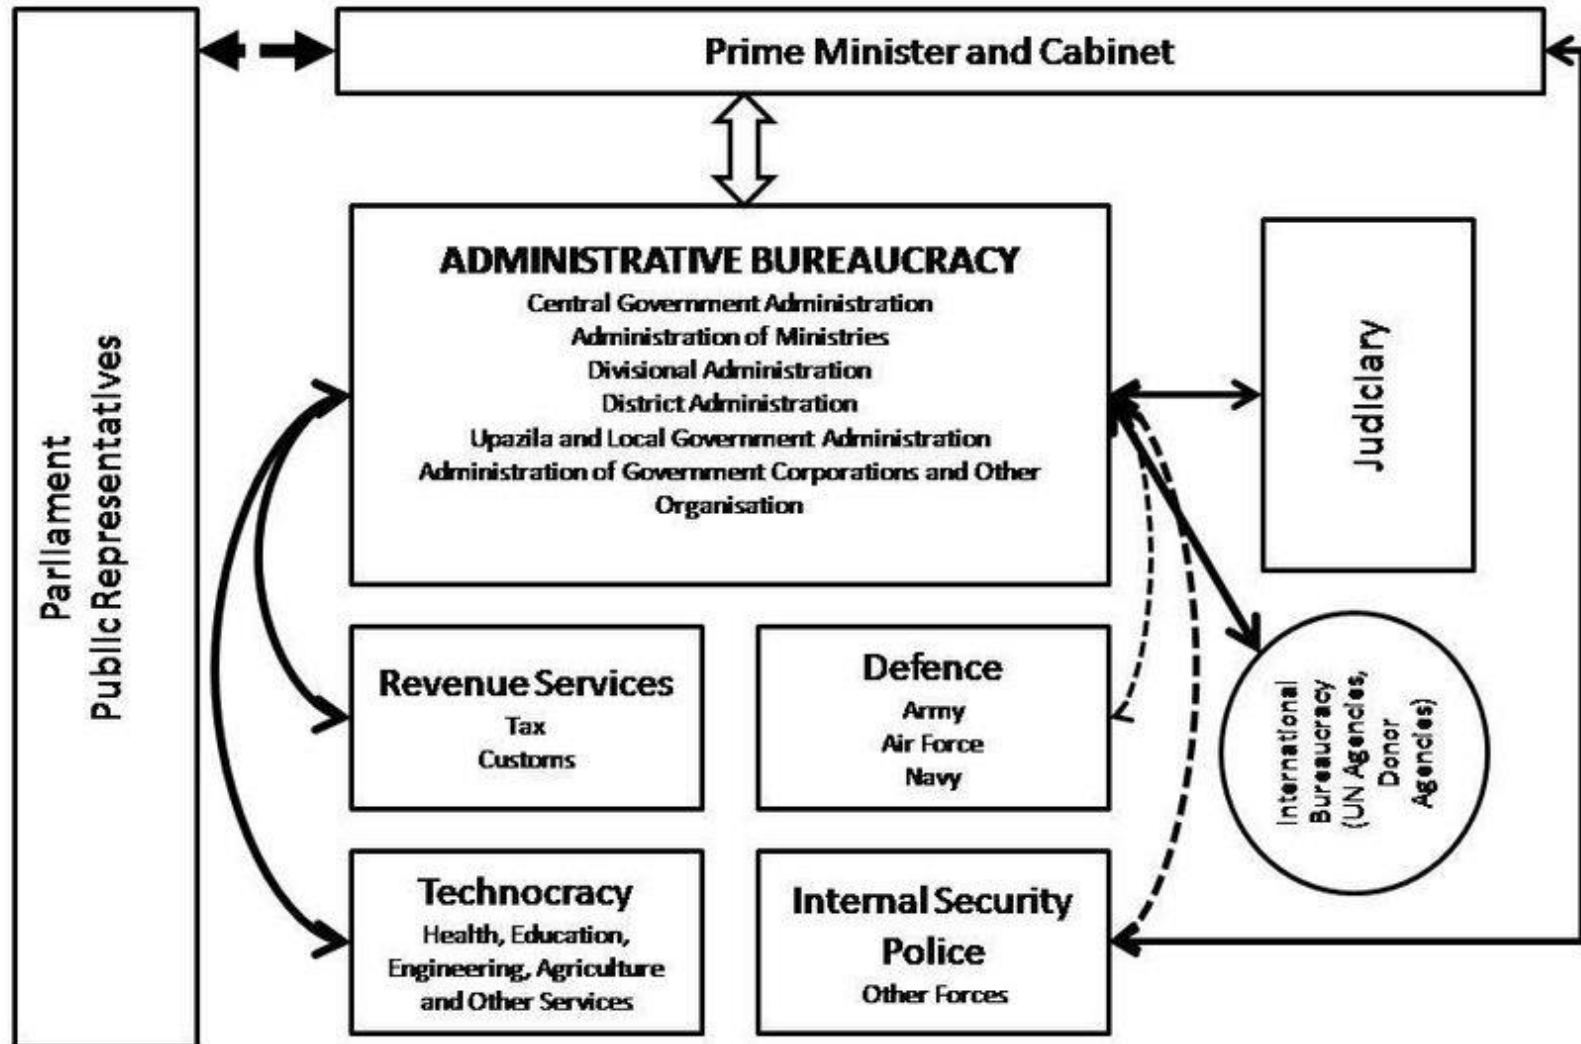 Parliament
Public Representatives
Prime Minister and Cabinet
ADMINISTRATIVE BUREAUCRACY
Central Government Administration
Administration of Ministries
Divisional Administration
District Administration
Upazila and Local Government Administration
Administration of Government Corporations and Other
Organisation
Judiciary
Revenue Services
Tax
Customs
Defence
Army
Air Force
Navy
International
Bureaucracy
(UN Agencies,
Donor
Agencies)
Technocracy
Health, Education,
Engineering, Agriculture
and Other Services
Internal Security
Police
Other Forces